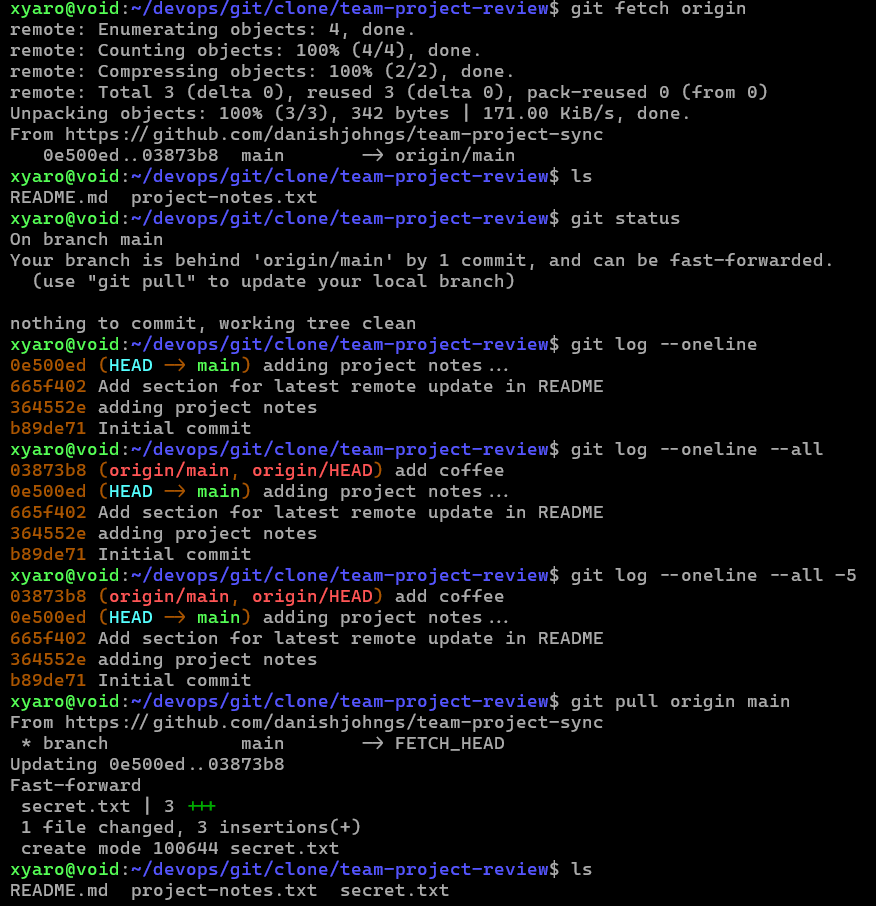 xyaro@void:~/devops/git/clone/team-project-review$ git fetch origin
remote: Enumerating objects: 4, done.
remote: Counting objects: 100% (4/4), done.
remote: Compressing objects: 100% (2/2), done.
remote: Total 3 (delta 0), reused 3 (delta 0), pack-reused 0 (from 0)
Unpacking objects: 100% (3/3), 342 bytes | 171.00 KiB/s, done.
From https://github.com/danishjohngs/team-project-sync
   0e500ed..03873b8  main       -> origin/main
xyaro@void:~/devops/git/clone/team-project-review$ ls
README.md  project-notes.txt
xyaro@void:~/devops/git/clone/team-project-review$ git status
On branch main
Your branch is behind 'origin/main' by 1 commit, and can be fast-forwarded.
  (use "git pull" to update your local branch)

nothing to commit, working tree clean
xyaro@void:~/devops/git/clone/team-project-review$ git log --oneline
0e500ed (HEAD -> main) adding project notes...
665f402 Add section for latest remote update in README
364552e adding project notes
b89de71 Initial commit
xyaro@void:~/devops/git/clone/team-project-review$ git log --oneline --all
03873b8 (origin/main, origin/HEAD) add coffee
0e500ed (HEAD -> main) adding project notes...
665f402 Add section for latest remote update in README
364552e adding project notes
b89de71 Initial commit
xyaro@void:~/devops/git/clone/team-project-review$ git log --oneline --all -5
03873b8 (origin/main, origin/HEAD) add coffee
0e500ed (HEAD -> main) adding project notes...
665f402 Add section for latest remote update in README
364552e adding project notes
b89de71 Initial commit
xyaro@void:~/devops/git/clone/team-project-review$ git pull origin main
From https://github.com/danishjohngs/team-project-sync
 * branch            main       -> FETCH_HEAD
Updating 0e500ed..03873b8
Fast-forward
 secret.txt | 3 +++
 1 file changed, 3 insertions(+)
 create mode 100644 secret.txt
xyaro@void:~/devops/git/clone/team-project-review$ ls
README.md  project-notes.txt  secret.txt